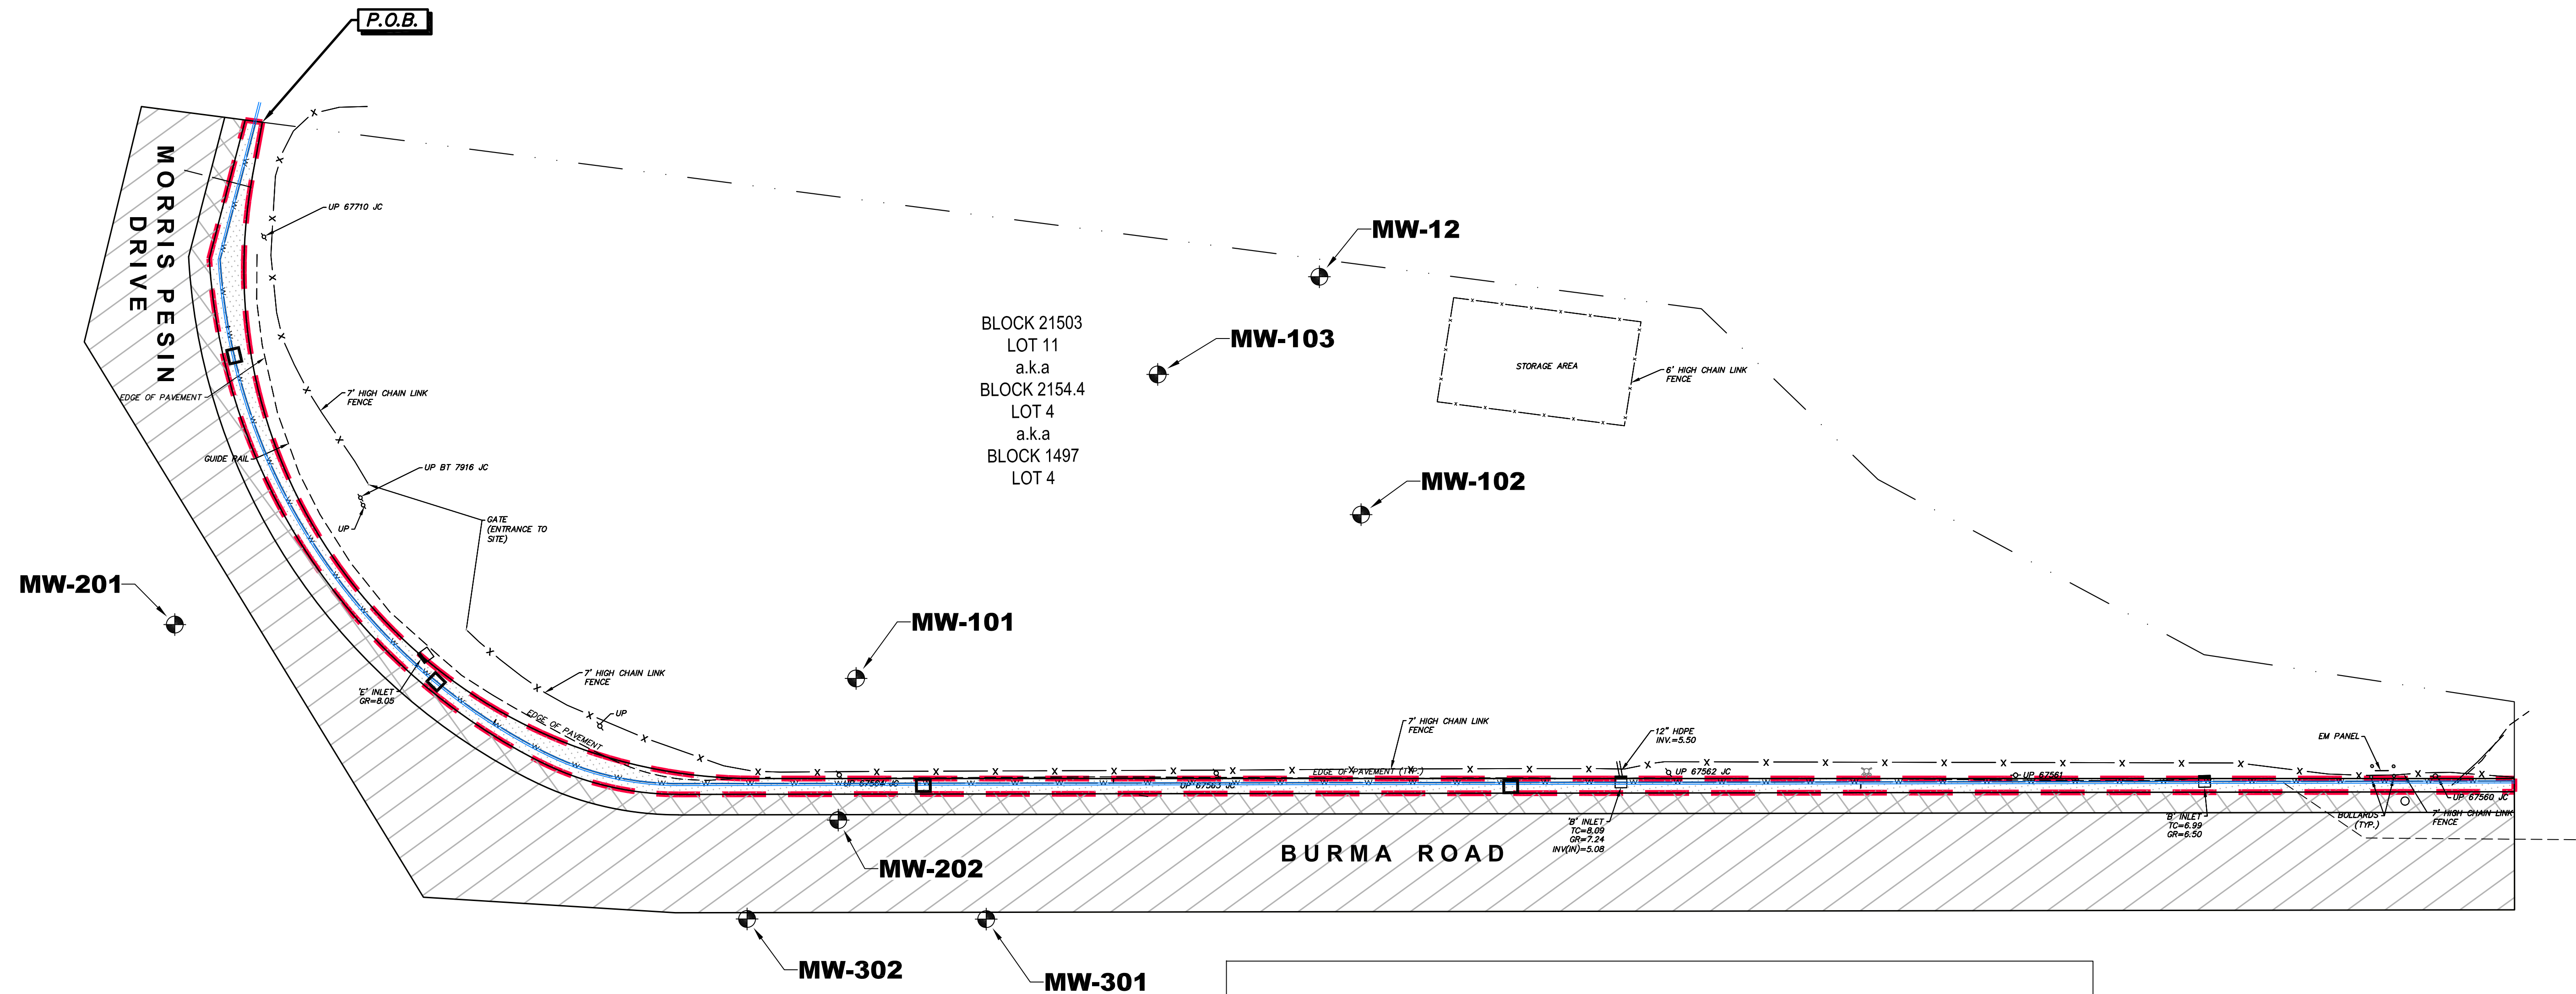 P.O.B.
MORRIS PESIN
DRIVE
UP 67710 JC
MW-12
BLOCK 21503
LOT 11
a.k.a
BLOCK 2154.4
LOT 4
a.k.a
BLOCK 1497
LOT 4
MW-103
STORAGE AREA
6' HIGH CHAIN LINK
FENCE
EDGE OF PAVEMENT
7' HIGH CHAIN LINK
FENCE
GUIDE RAIL
UP BT 7916 JC
UP
GATE
(ENTRANCE TO
SITE)
MW-102
MW-201
MW-101
7' HIGH CHAIN LINK
FENCE
'E' INLET
GR=8.05
UP
EDGE OF PAVEMENT
7' HIGH CHAIN LINK
FENCE
12" HDPE
INV.=5.50
EM PANEL
EDGE OF PAVEMENT (TYP.)
UP 67564 JC
UP 67563 JC
UP 67562 JC
UP 67561
UP 67560 JC
'B' INLET
TC=8.09
GR=7.24
INV(IN)=5.08
'B' INLET
TC=6.99
GR=6.50
BOLLARDS
(TYP.)
7' HIGH CHAIN LINK
FENCE
BURMA ROAD
MW-202
MW-302
MW-301